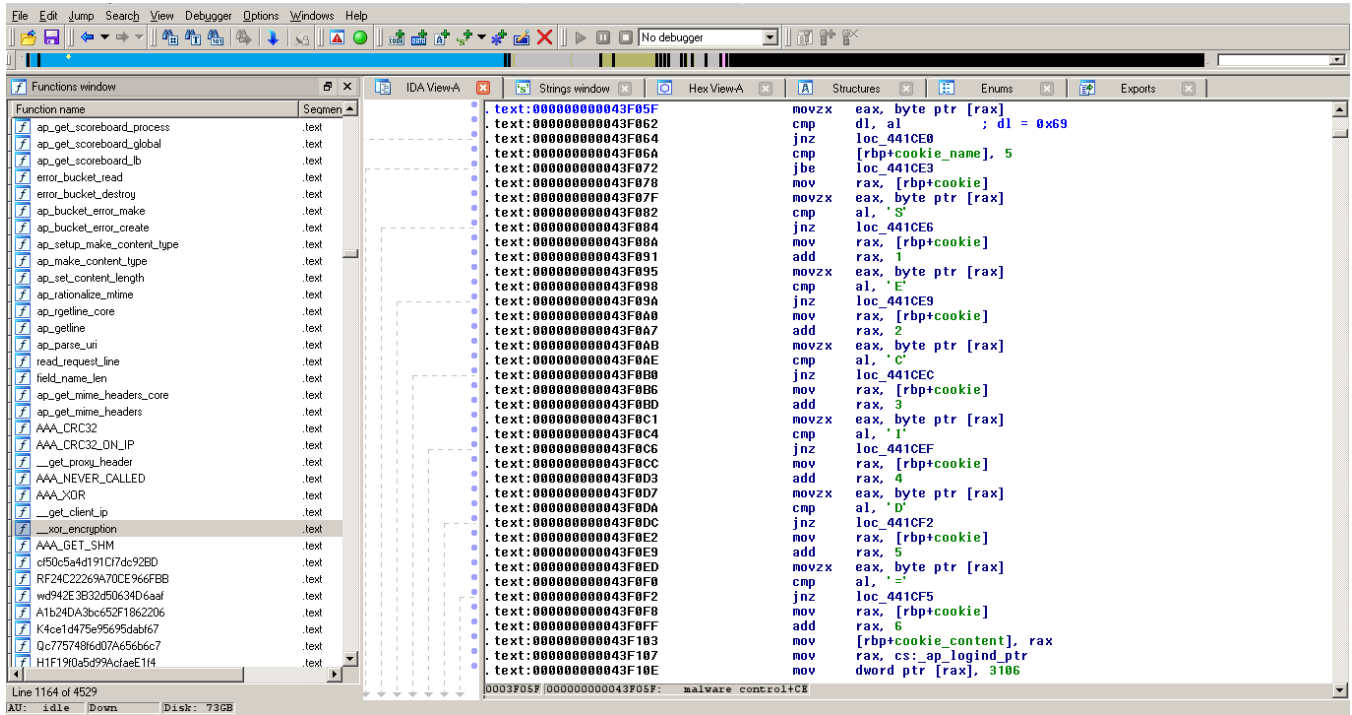 File Edit Jump Search View Debugger Options Windows Help
No debugger
Functions window
IDA View-A Strings window Hex View-A Structures Enums Exports
Function name Segmen
ap_get_scoreboard_process .text
ap_get_scoreboard_global .text
ap_get_scoreboard_lb .text
error_bucket_read .text
error_bucket_destroy .text
ap_bucket_error_make .text
ap_bucket_error_create .text
ap_setup_make_content_type .text
ap_make_content_type .text
ap_set_content_length .text
ap_rationalize_mtime .text
ap_rgetline_core .text
ap_getline .text
ap_parse_uri .text
read_request_line .text
field_name_len .text
ap_get_mime_headers_core .text
ap_get_mime_headers .text
AAA_CRC32 .text
AAA_CRC32_ON_IP .text
__get_proxy_header .text
AAA_NEVER_CALLED .text
AAA_XOR .text
__get_client_ip .text
__xor_encryption .text
AAA_GET_SHM .text
cf50c5a4d191Cf7dc92BD .text
RF24C22269A70CE966FBB .text
wd942E3B32d50634D6aaf .text
A1b24DA3bc652F1862206 .text
K4ce1d475e95695dabf67 .text
Qc775748f6d07A656b6c7 .text
H1F19f0a5d99AcfaeE1f4 .text
Line 1164 of 4529
.text:000000000043F05F movzx eax, byte ptr [rax]
.text:000000000043F062 cmp dl, al ; dl = 0x69
.text:000000000043F064 jnz loc_441CE0
.text:000000000043F06A cmp [rbp+cookie_name], 5
.text:000000000043F072 jbe loc_441CE3
.text:000000000043F078 mov rax, [rbp+cookie]
.text:000000000043F07F movzx eax, byte ptr [rax]
.text:000000000043F082 cmp al, 'S'
.text:000000000043F084 jnz loc_441CE6
.text:000000000043F08A mov rax, [rbp+cookie]
.text:000000000043F091 add rax, 1
.text:000000000043F095 movzx eax, byte ptr [rax]
.text:000000000043F098 cmp al, 'E'
.text:000000000043F09A jnz loc_441CE9
.text:000000000043F0A0 mov rax, [rbp+cookie]
.text:000000000043F0A7 add rax, 2
.text:000000000043F0AB movzx eax, byte ptr [rax]
.text:000000000043F0AE cmp al, 'C'
.text:000000000043F0B0 jnz loc_441CEC
.text:000000000043F0B6 mov rax, [rbp+cookie]
.text:000000000043F0BD add rax, 3
.text:000000000043F0C1 movzx eax, byte ptr [rax]
.text:000000000043F0C4 cmp al, 'I'
.text:000000000043F0C6 jnz loc_441CEF
.text:000000000043F0CC mov rax, [rbp+cookie]
.text:000000000043F0D3 add rax, 4
.text:000000000043F0D7 movzx eax, byte ptr [rax]
.text:000000000043F0DA cmp al, 'D'
.text:000000000043F0DC jnz loc_441CF2
.text:000000000043F0E2 mov rax, [rbp+cookie]
.text:000000000043F0E9 add rax, 5
.text:000000000043F0ED movzx eax, byte ptr [rax]
.text:000000000043F0F0 cmp al, '='
.text:000000000043F0F2 jnz loc_441CF5
.text:000000000043F0F8 mov rax, [rbp+cookie]
.text:000000000043F0FF add rax, 6
.text:000000000043F103 mov [rbp+cookie_content], rax
.text:000000000043F107 mov rax, cs:_ap_logind_ptr
.text:000000000043F10E mov dword ptr [rax], 3106
0003F05F 000000000043F05F: malware control+CE
AU: idle Down Disk: 73GB